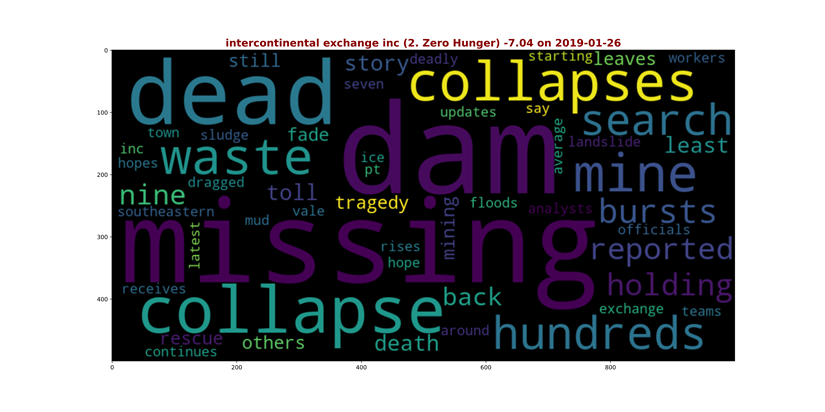 intercontinental exchange inc (2. Zero Hunger) -7.04 on 2019-01-26
0
100
200
300
400
0 200 400 600 800
still story deadly starting leaves workers
dead seven collapses
updates say search
town sludge fade dam average landslide least
inc hopes waste ice pt mine
dragged
nine toll tragedy floods analysts bursts
southeastern vale mud mining officials
missing latest rises hope reported
receives collapse back holding
exchange teams
rescue others death around hundreds
continues